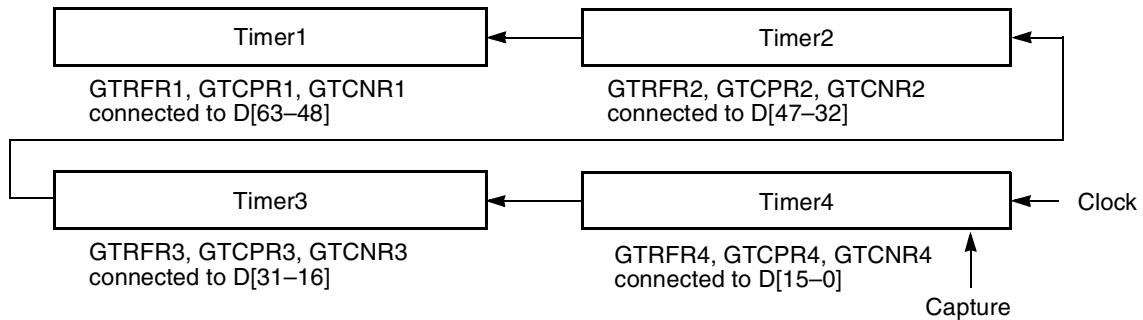 Timer1
Timer2
GTRFR1, GTCPR1, GTCNR1
connected to D[63–48]
GTRFR2, GTCPR2, GTCNR2
connected to D[47–32]
Timer3
Timer4
Clock
GTRFR3, GTCPR3, GTCNR3
connected to D[31–16]
GTRFR4, GTCPR4, GTCNR4
connected to D[15–0]
Capture